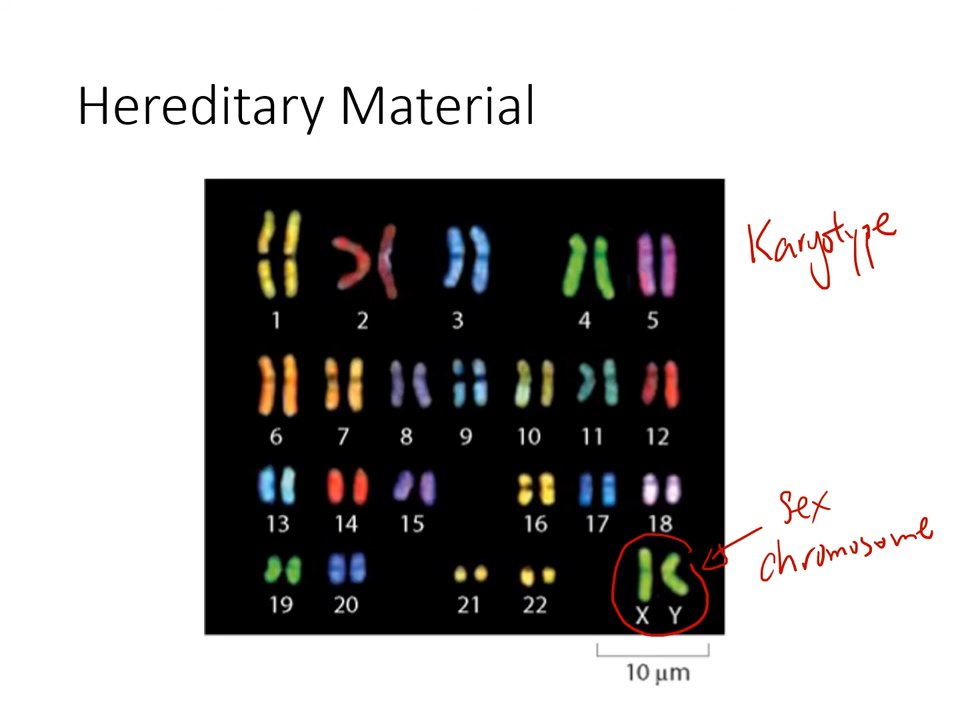 Hereditary Material
Karyotype
1 2 3 4 5
6 7 8 9 10 11 12
13 14 15 16 17 18
sex
chromosome
19 20 21 22 X Y
10 μm